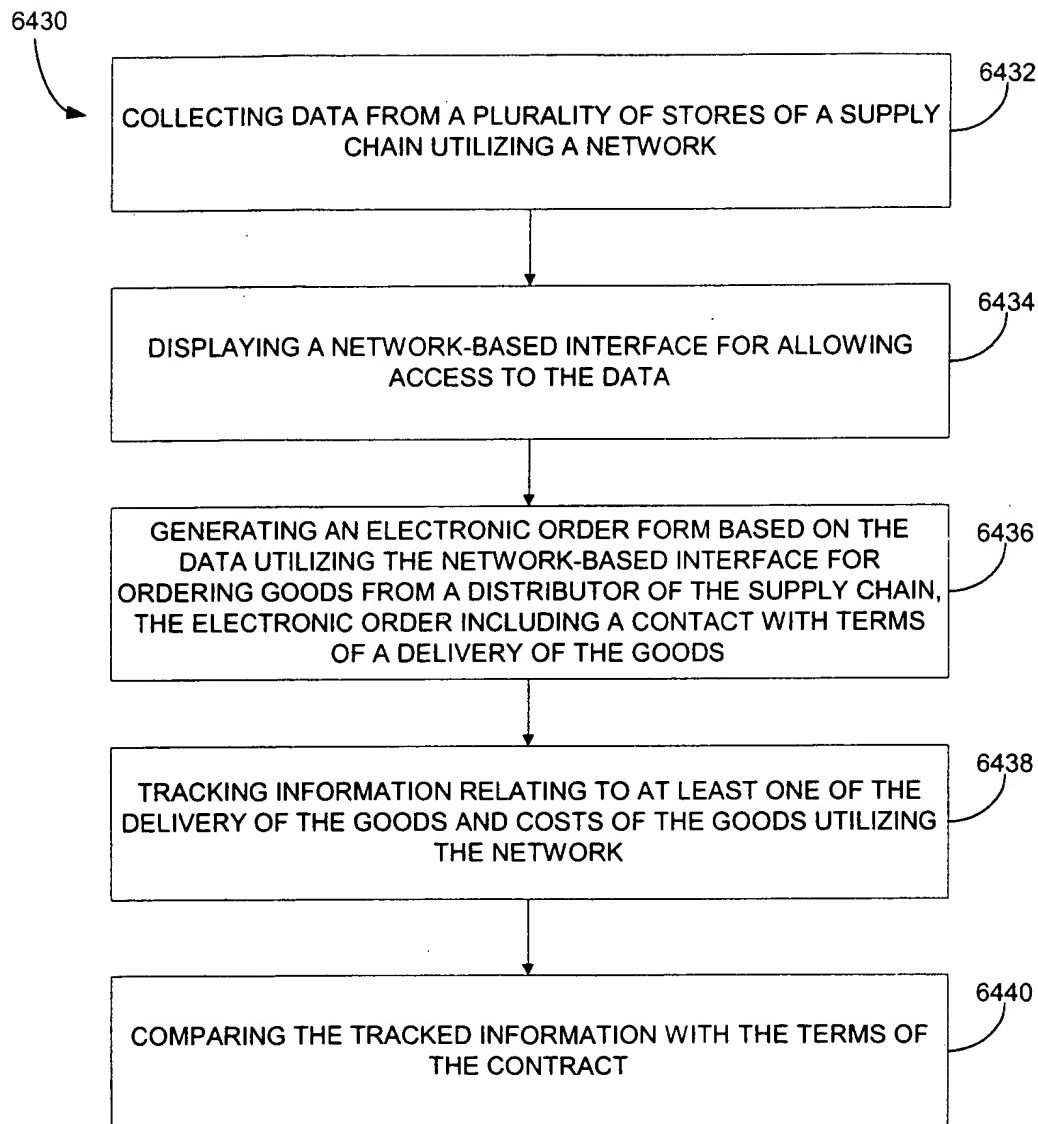 6430
6432
COLLECTING DATA FROM A PLURALITY OF STORES OF A SUPPLY
CHAIN UTILIZING A NETWORK
6434
DISPLAYING A NETWORK-BASED INTERFACE FOR ALLOWING
ACCESS TO THE DATA
6436
GENERATING AN ELECTRONIC ORDER FORM BASED ON THE
DATA UTILIZING THE NETWORK-BASED INTERFACE FOR
ORDERING GOODS FROM A DISTRIBUTOR OF THE SUPPLY CHAIN,
THE ELECTRONIC ORDER INCLUDING A CONTACT WITH TERMS
OF A DELIVERY OF THE GOODS
6438
TRACKING INFORMATION RELATING TO AT LEAST ONE OF THE
DELIVERY OF THE GOODS AND COSTS OF THE GOODS UTILIZING
THE NETWORK
6440
COMPARING THE TRACKED INFORMATION WITH THE TERMS OF
THE CONTRACT